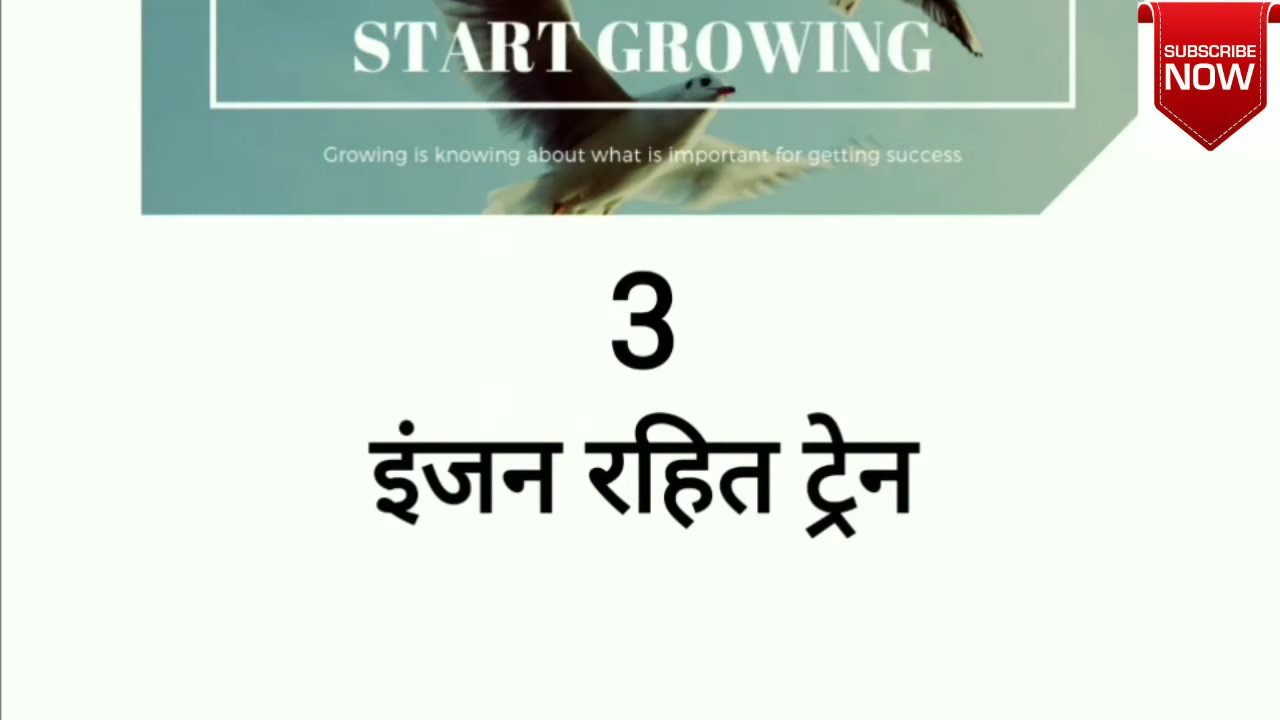 START GROWING
Growing is knowing about what is important for getting success
SUBSCRIBE
NOW
3
इंजन रहित ट्रेन